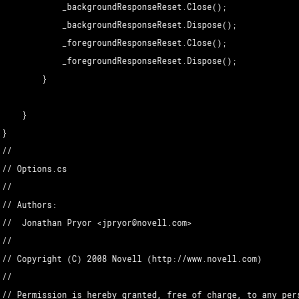 _backgroundResponseReset.Close();
_backgroundResponseReset.Dispose();
_foregroundResponseReset.Close();
_foregroundResponseReset.Dispose();
}
}
}
//
// Options.cs
//
// Authors:
//  Jonathan Pryor <jpryor@novell.com>
//
// Copyright (C) 2008 Novell (http://www.novell.com)
//
// Permission is hereby granted, free of charge, to any